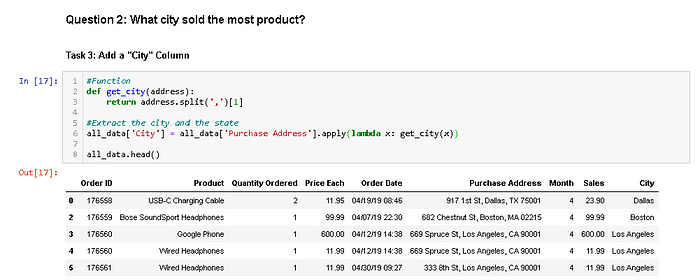 Question 2: What city sold the most product?
Task 3: Add a "City" Column
In [17]:
1 #Function
2 def get_city(address):
3     return address.split(',')[1]
4
5 #Extract the city and the state
6 all_data['City'] = all_data['Purchase Address'].apply(lambda x: get_city(x))
7
8 all_data.head()
Out[17]:
Order ID Product Quantity Ordered Price Each Order Date Purchase Address Month Sales City
0 176558 USB-C Charging Cable 2 11.95 04/19/19 08:46 917 1st St, Dallas, TX 75001 4 23.90 Dallas
2 176559 Bose SoundSport Headphones 1 99.99 04/07/19 22:30 682 Chestnut St, Boston, MA 02215 4 99.99 Boston
3 176560 Google Phone 1 600.00 04/12/19 14:38 669 Spruce St, Los Angeles, CA 90001 4 600.00 Los Angeles
4 176560 Wired Headphones 1 11.99 04/12/19 14:38 669 Spruce St, Los Angeles, CA 90001 4 11.99 Los Angeles
5 176561 Wired Headphones 1 11.99 04/30/19 09:27 333 8th St, Los Angeles, CA 90001 4 11.99 Los Angeles